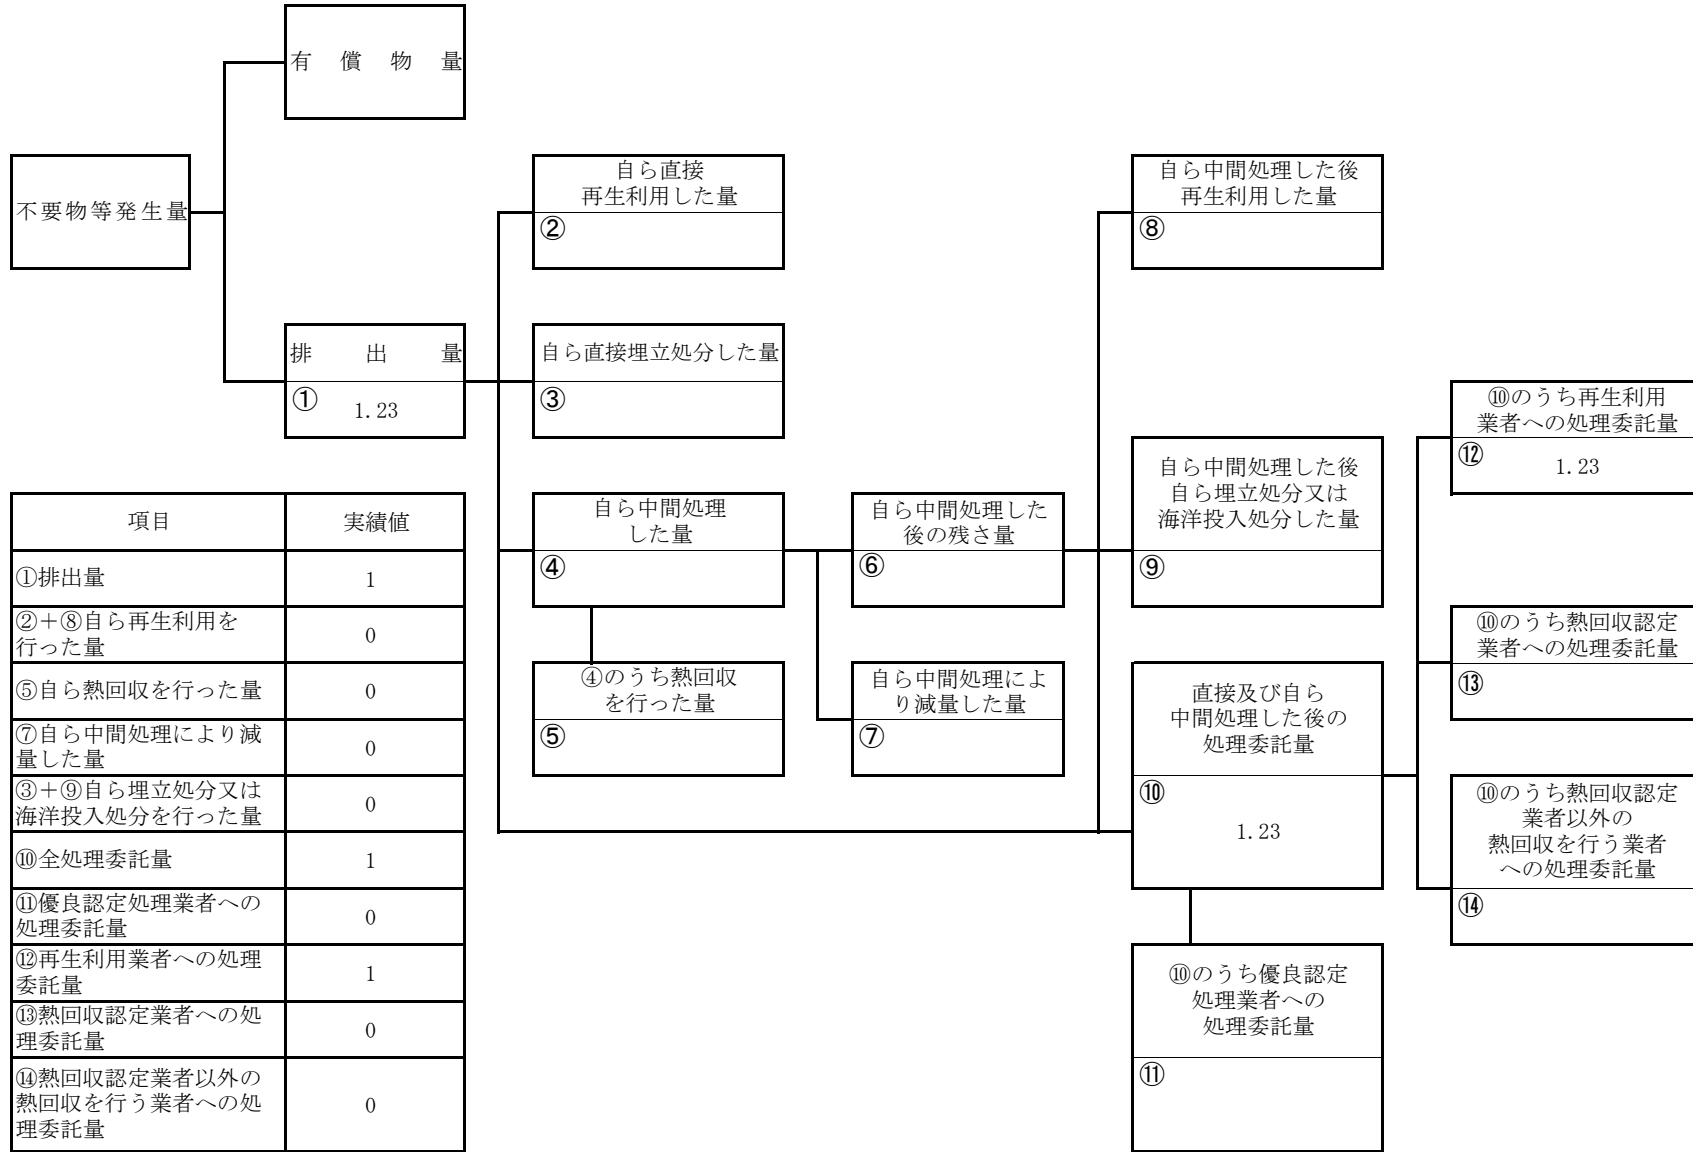 有償物量
不要物等発生量
自ら直接
再生利用した量
②
自ら中間処理した後
再生利用した量
⑧
排出量
① 1.23
自ら直接埋立処分した量
③
⑩のうち再生利用
業者への処理委託量
⑫ 1.23
自ら中間処理した後
自ら埋立処分又は
海洋投入処分した量
⑨
自ら中間処理
した量
④
自ら中間処理した
後の残さ量
⑥
⑩のうち熱回収認定
業者への処理委託量
⑬
④のうち熱回収
を行った量
⑤
自ら中間処理によ
り減量した量
⑦
直接及び自ら
中間処理した後の
処理委託量
⑩
1.23
⑩のうち熱回収認定
業者以外の
熱回収を行う業者
への処理委託量
⑭
⑩のうち優良認定
処理業者への
処理委託量
⑪
項目 実績値
①排出量 1
②+⑧自ら再生利用を
行った量 0
⑤自ら熱回収を行った量 0
⑦自ら中間処理により減
量した量 0
③+⑨自ら埋立処分又は
海洋投入処分を行った量 0
⑩全処理委託量 1
⑪優良認定処理業者への
処理委託量 0
⑫再生利用業者への処理
委託量 1
⑬熱回収認定業者への処
理委託量 0
⑭熱回収認定業者以外の
熱回収を行う業者への処
理委託量 0